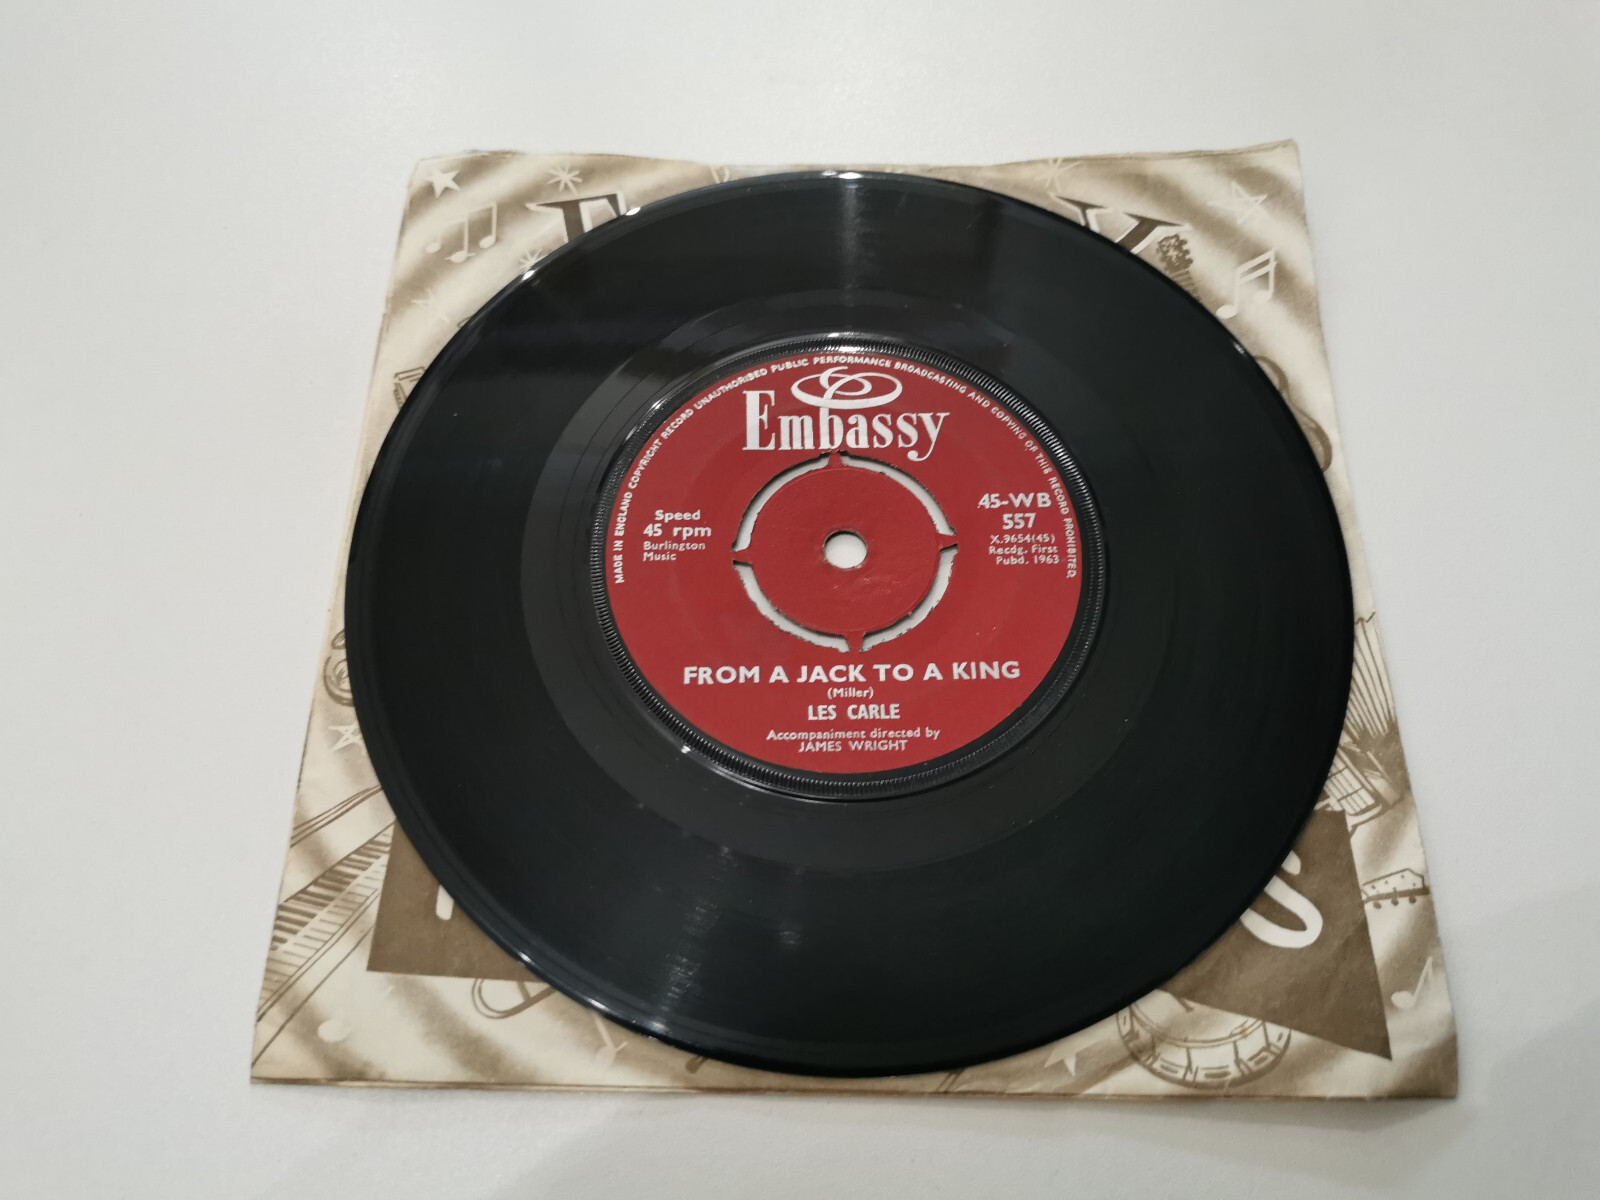 MADE IN ENGLAND COPYRIGHT RECORD UNAUTHORISED PUBLIC PERFORMANCE BROADCASTING AND COPYING OF THIS RECORD PROHIBITED.
Embassy
Speed
45 rpm
Burlington
Music
45-WB
557
X.9654(45)
Recdg. First
Pubd. 1963
FROM A JACK TO A KING
(Miller)
LES CARLE
Accompaniment directed by
JAMES WRIGHT